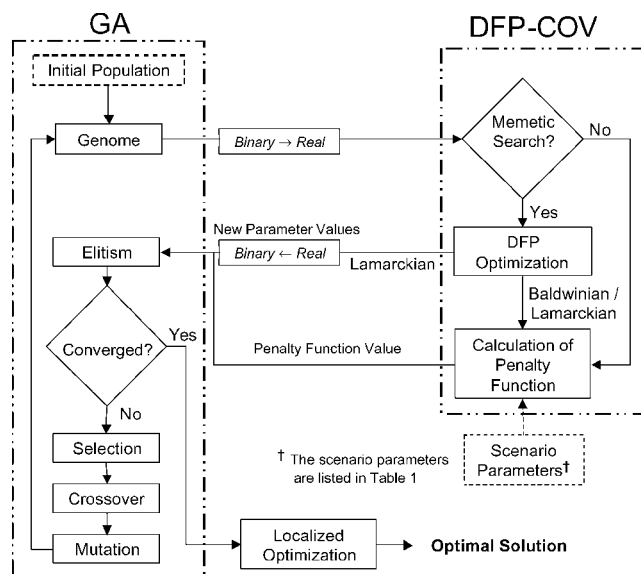 GA
DFP-COV
Initial Population
Genome
Binary → Real
Memetic
Search?
No
Yes
New Parameter Values
Elitism
Binary ← Real
Lamarckian
DFP
Optimization
Baldwinian /
Lamarckian
Yes
Converged?
Penalty Function Value
Calculation of
Penalty
Function
No
Selection
† The scenario parameters
are listed in Table 1
Scenario
Parameters†
Crossover
Mutation
Localized
Optimization
Optimal Solution